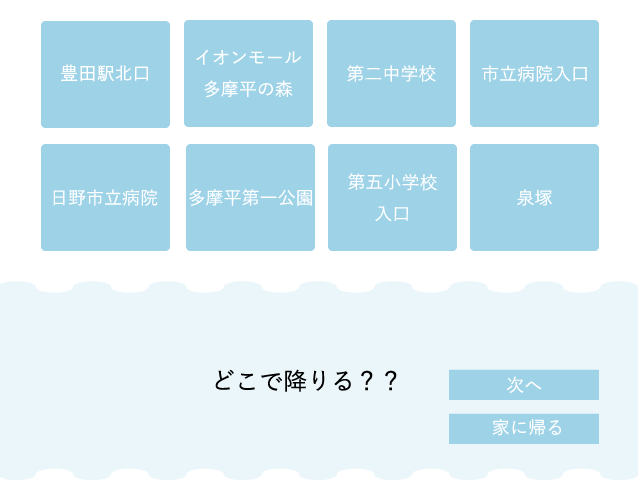 豊田駅北口
イオンモール
多摩平の森
第二中学校
市立病院入口
日野市立病院
多摩平第一公園
第五小学校
入口
泉塚
どこで降りる？？
次へ
家に帰る